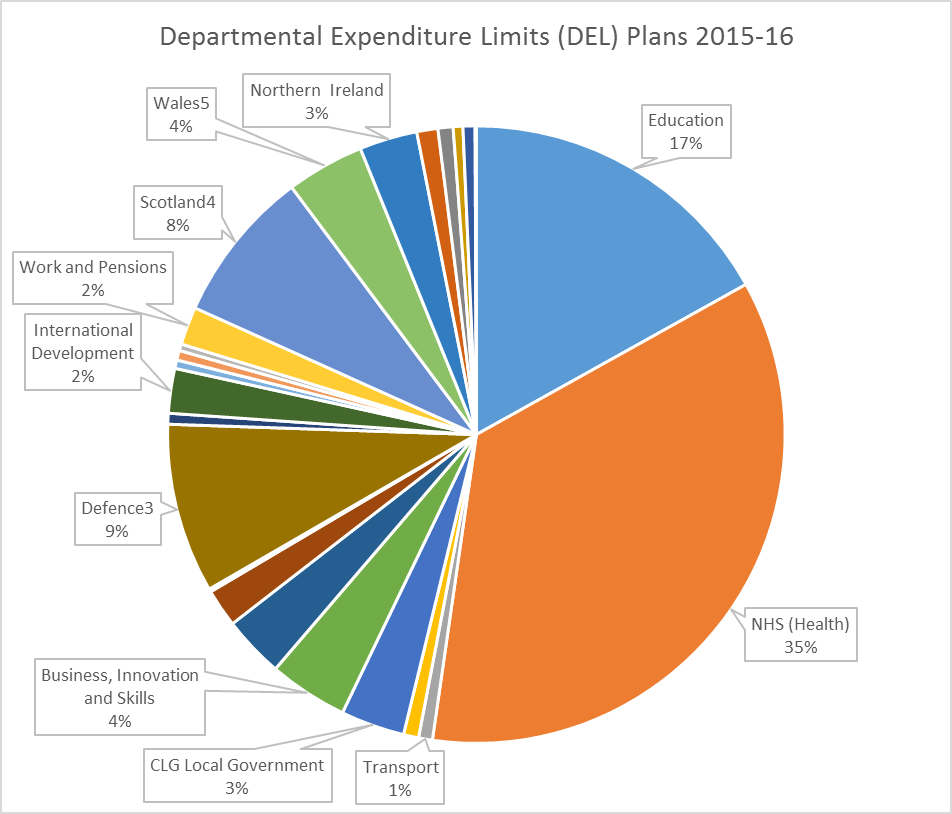 Departmental Expenditure Limits (DEL) Plans 2015-16
Northern  Ireland
3%
Wales5
4%
Education
17%
Scotland4
8%
Work and Pensions
2%
International
Development
2%
Defence3
9%
NHS (Health)
35%
Business, Innovation
and Skills
4%
CLG Local Government
3%
Transport
1%